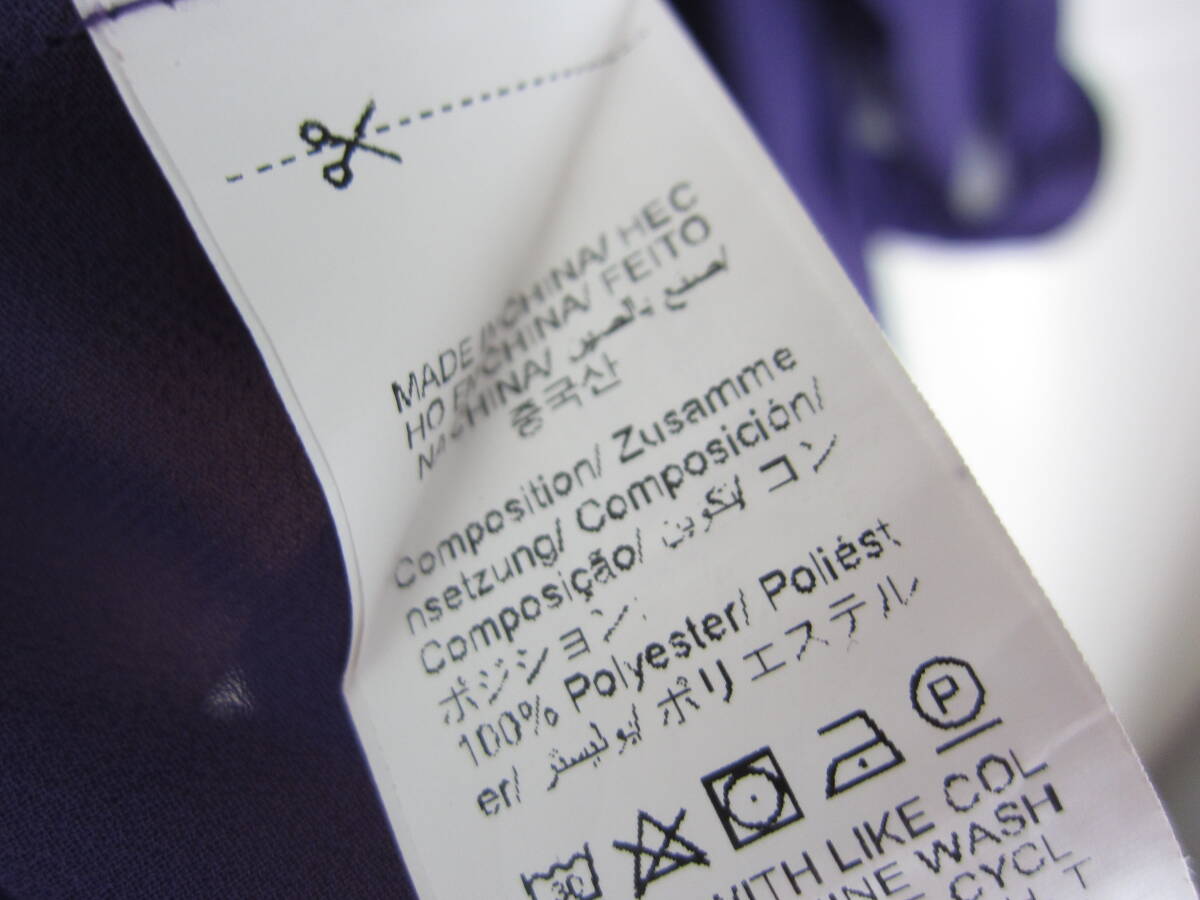 MADE IN CHINA/ HEC
HO EN CHINA/ FEITO
NA CHINA/ صنع بالصين/
중국산
Composition/ Zusamme
nsetzung/ Composición/
Composição/ تكوين/ コン
ポジション:
100% Polyester/ Poliést
er/ بوليستر/ ポリエステル
30
P
WITH LIKE COL
WASH
CYCL